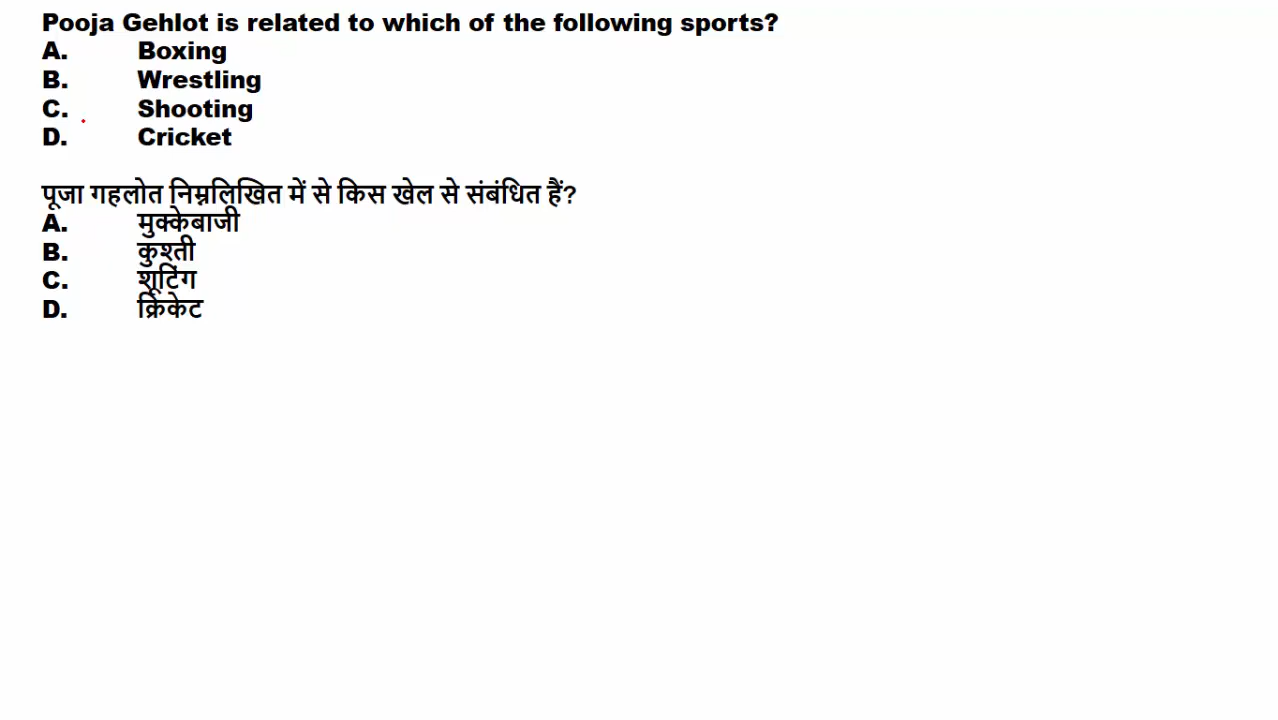 Pooja Gehlot is related to which of the following sports?
A. Boxing
B. Wrestling
C. Shooting
D. Cricket
पूजा गहलोत निम्नलिखित में से किस खेल से संबंधित हैं?
A. मुक्केबाजी
B. कुश्ती
C. शूटिंग
D. क्रिकेट